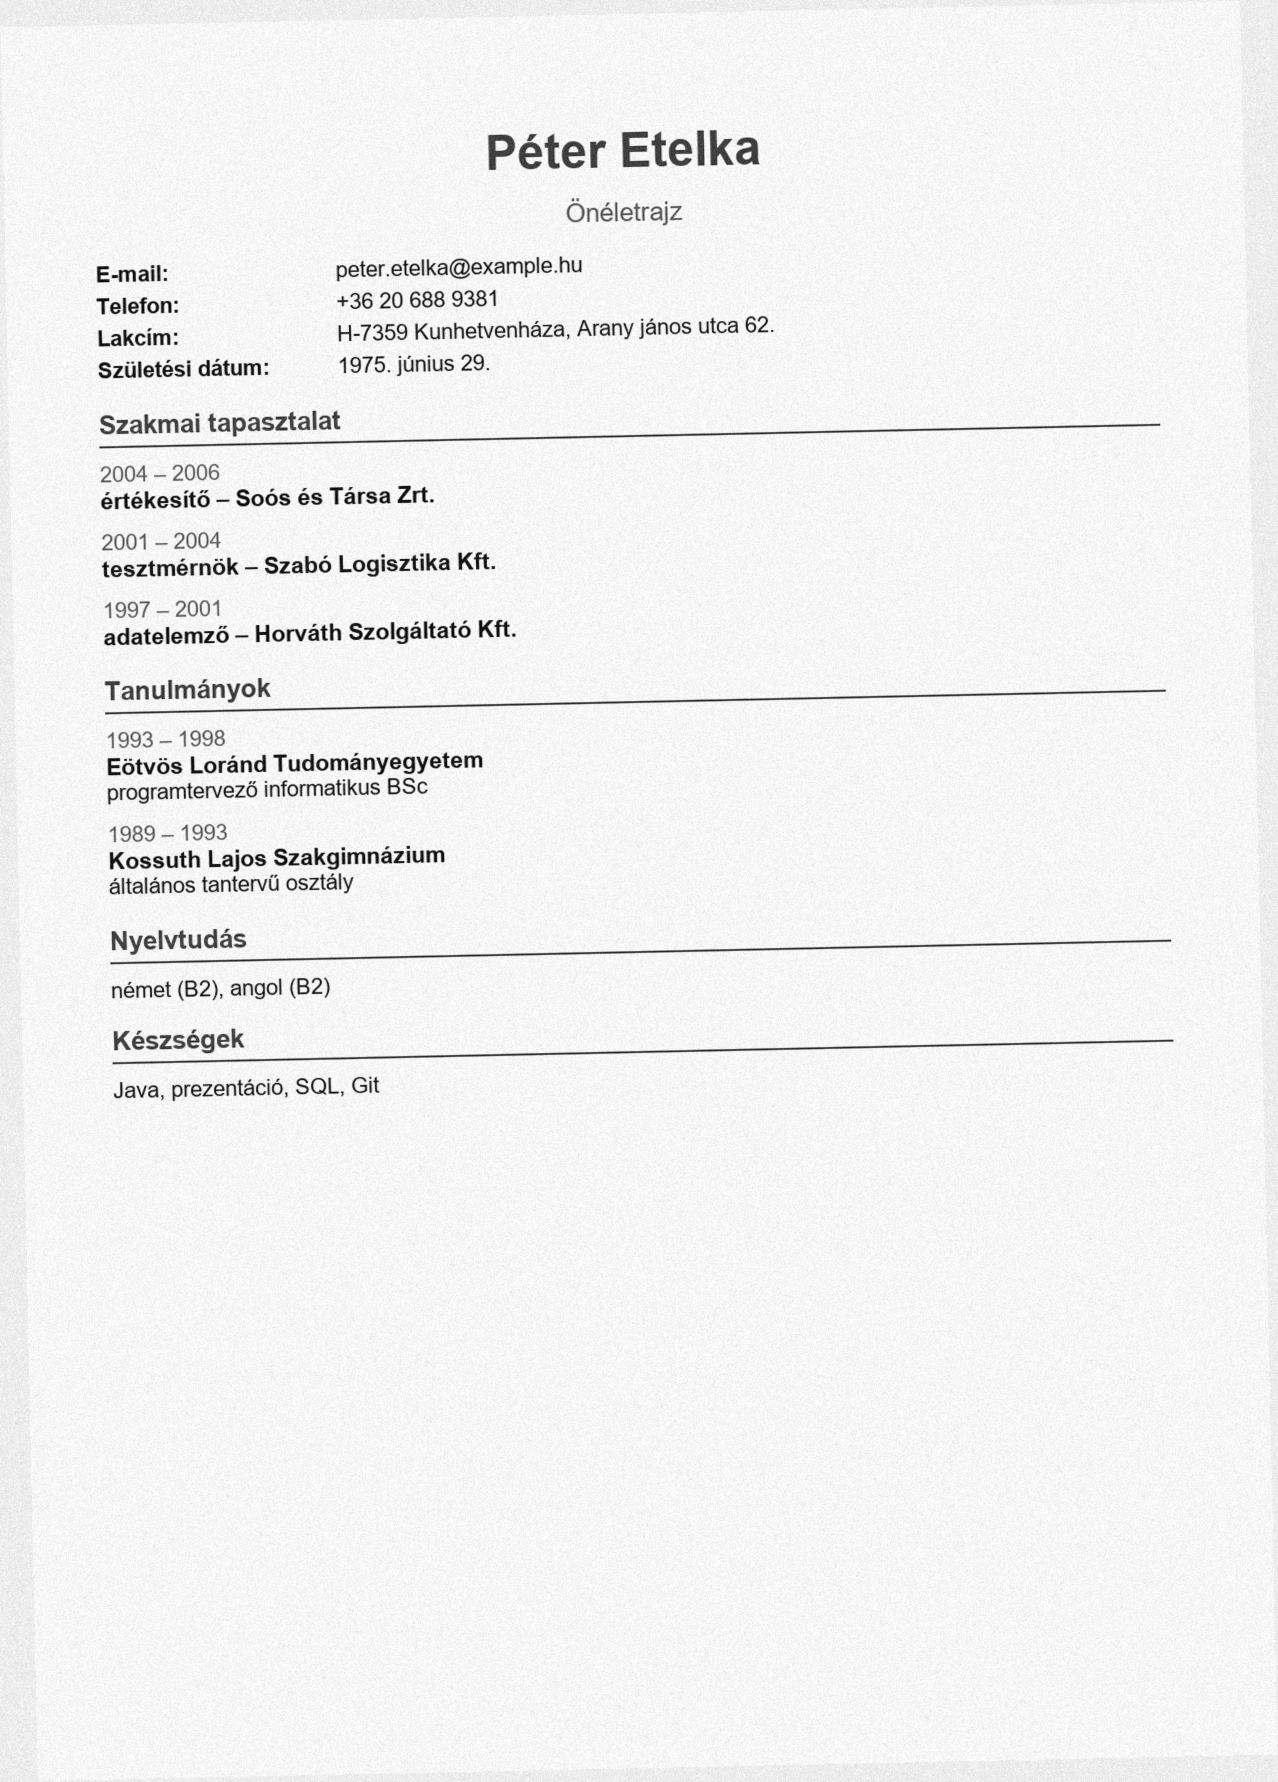 Péter Etelka
Önéletrajz
E-mail: peter.etelka@example.hu
Telefon: +36 20 688 9381
Lakcím: H-7359 Kunhetvenháza, Arany jános utca 62.
Születési dátum: 1975. június 29.
Szakmai tapasztalat
2004 – 2006
értékesítő – Soós és Társa Zrt.
2001 – 2004
tesztmérnök – Szabó Logisztika Kft.
1997 – 2001
adatelemző – Horváth Szolgáltató Kft.
Tanulmányok
1993 – 1998
Eötvös Loránd Tudományegyetem
programtervező informatikus BSc
1989 – 1993
Kossuth Lajos Szakgimnázium
általános tantervű osztály
Nyelvtudás
német (B2), angol (B2)
Készségek
Java, prezentáció, SQL, Git